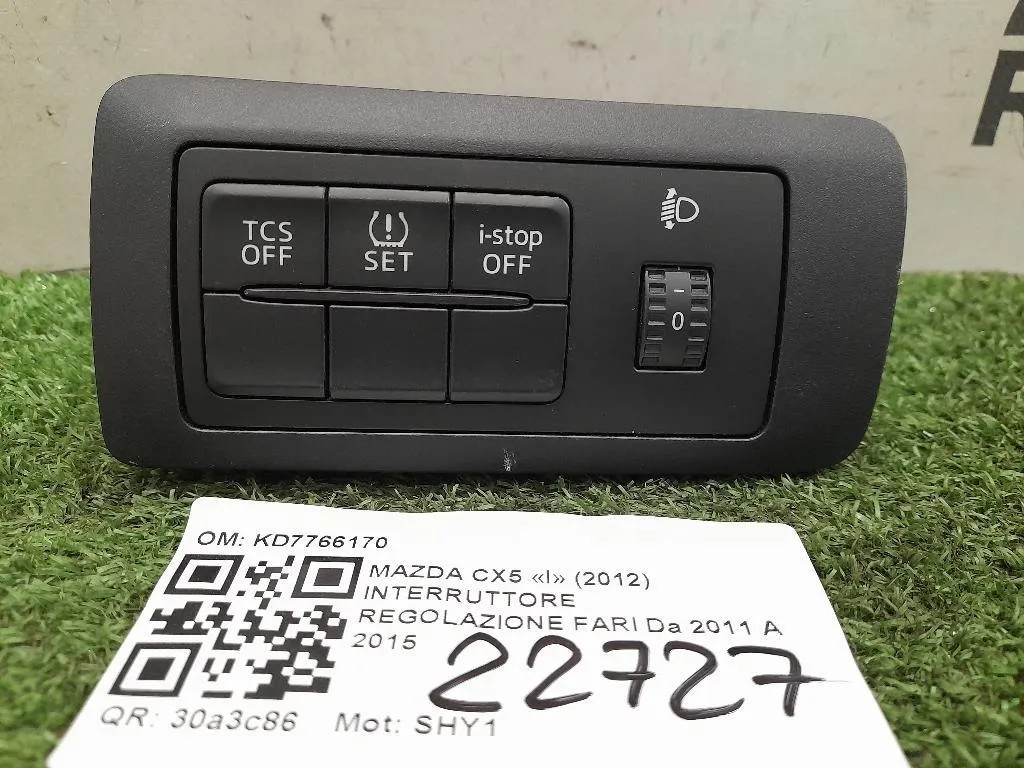 TCS
OFF
SET
i-stop
OFF
0
OM: KD7766170
MAZDA CX5 «I» (2012)
INTERRUTTORE
REGOLAZIONE FARI Da 2011 A
2015
22727
QR: 30a3c86 Mot: SHY1